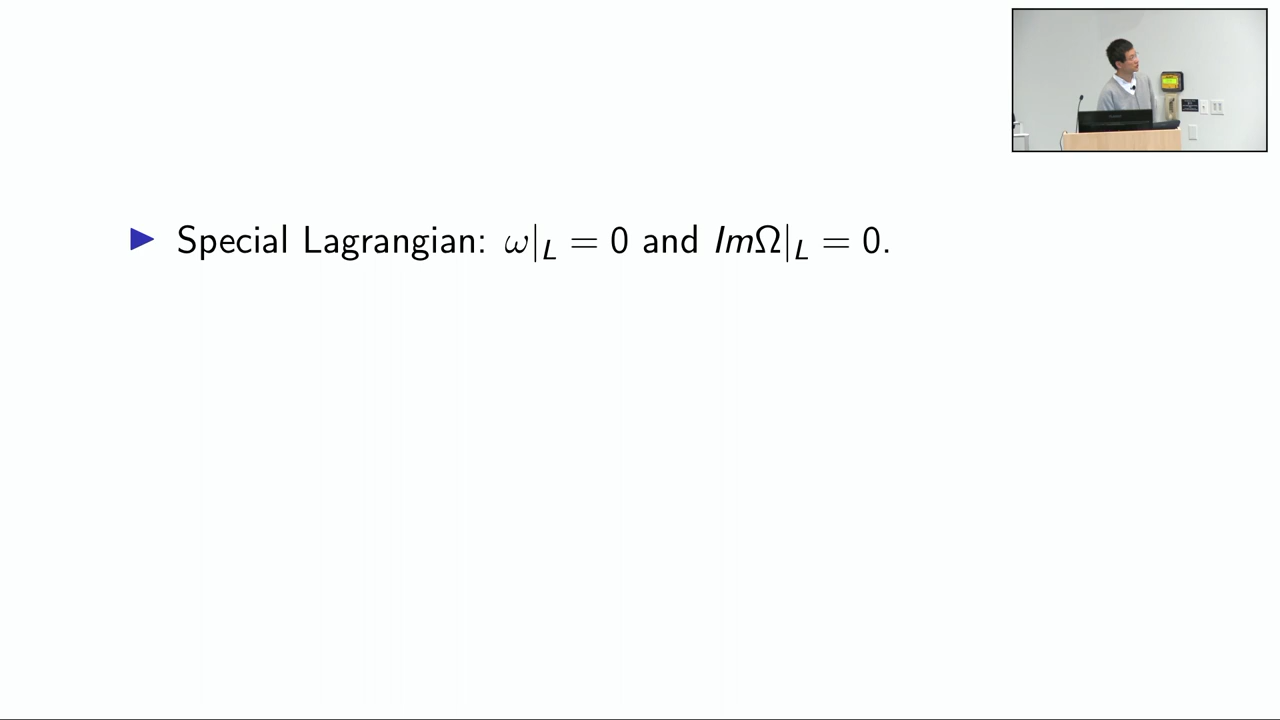 ▶ Special Lagrangian: ω|_L = 0 and ImΩ|_L = 0.